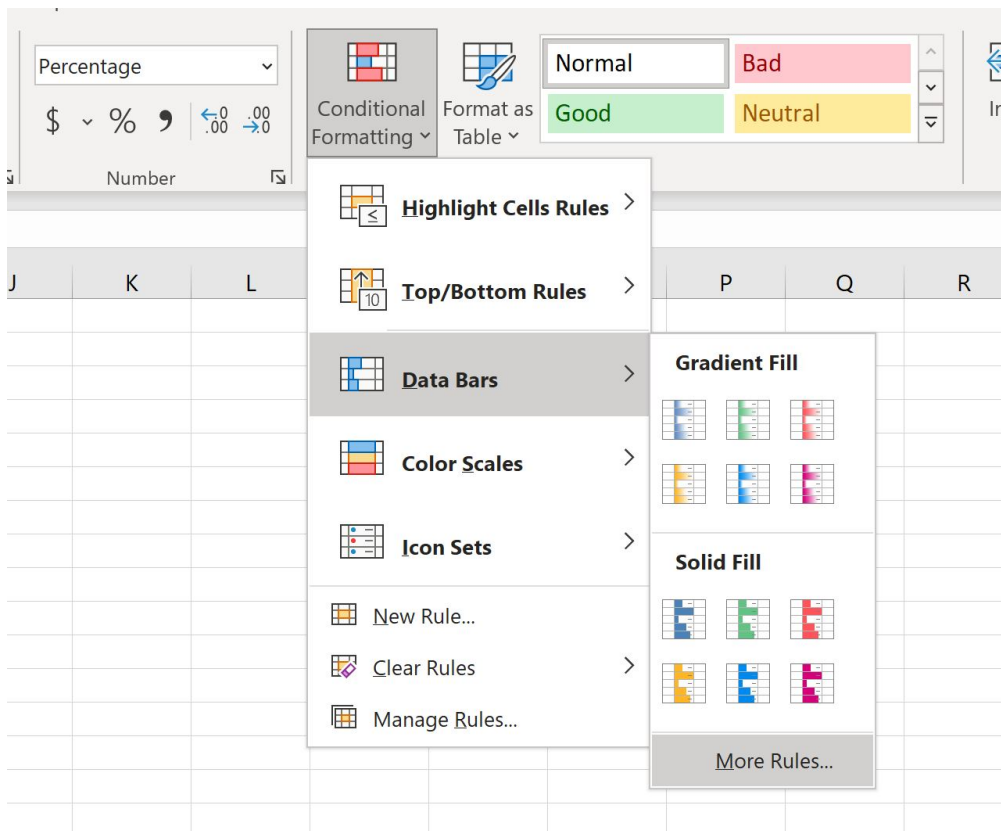 Percentage
Normal
Bad
Conditional
Formatting
Format as
Table
Good
Neutral
$ % 9 .0 .00 .00 .0
Number
Highlight Cells Rules
Top/Bottom Rules
10
J K L P Q R
Data Bars
Gradient Fill
Color Scales
Icon Sets
Solid Fill
New Rule...
Clear Rules
Manage Rules...
More Rules...